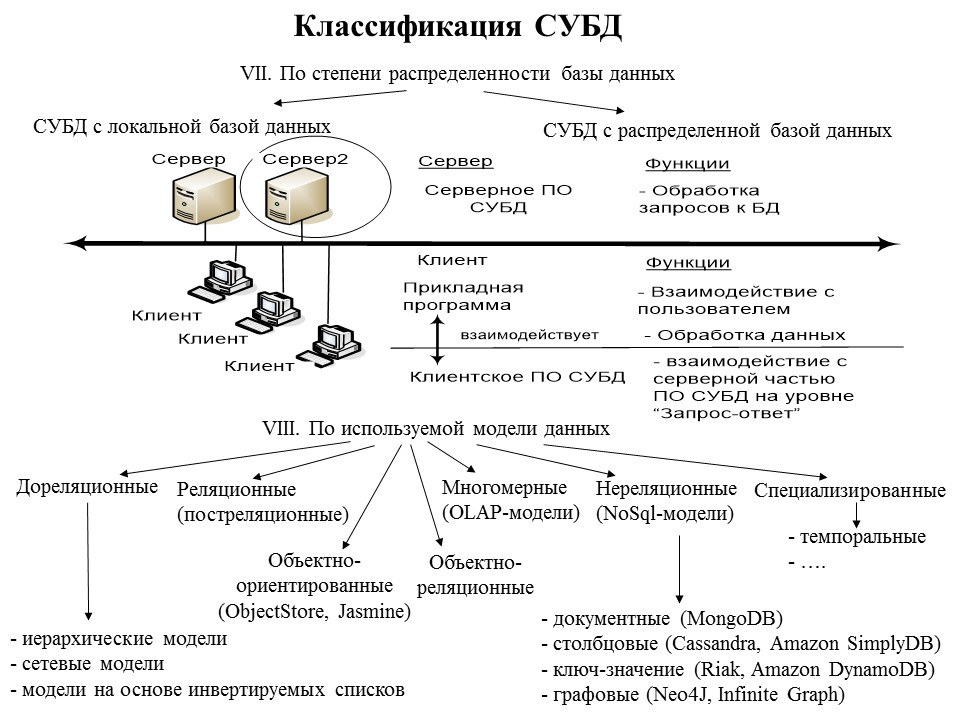 Классификация СУБД
VII. По степени распределенности базы данных
СУБД с локальной базой данных
СУБД с распределенной базой данных
Сервер
Сервер2
Сервер
Функции
Серверное ПО
СУБД
- Обработка
запросов к БД
Клиент
Клиент
Клиент
Клиент
Функции
Прикладная
программа
- Взаимодействие с
пользователем
взаимодействует
- Обработка данных
Клиентское ПО СУБД
- взаимодействие с
серверной частью
ПО СУБД на уровне
“Запрос-ответ”
VIII. По используемой модели данных
Дореляционные
Реляционные
(постреляционные)
Многомерные
(OLAP-модели)
Нереляционные
(NoSql-модели)
Специализированные
- темпоральные
- ….
Объектно-
ориентированные
(ObjectStore, Jasmine)
Объектно-
реляционные
- иерархические модели
- сетевые модели
- модели на основе инвертируемых списков
- документные (MongoDB)
- столбцовые (Cassandra, Amazon SimplyDB)
- ключ-значение (Riak, Amazon DynamoDB)
- графовые (Neo4J, Infinite Graph)